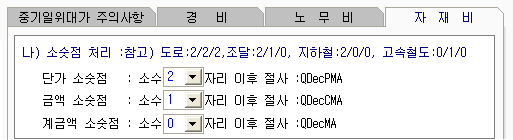 중기일위대가 주의사항 경 비 노 무 비 자 재 비
나) 소숫점 처리 :참고) 도로:2/2/2,조달:2/1/0, 지하철:2/0/0, 고속철도:0/1/0
단가 소숫점 : 소수 2 자리 이후 절사 :QDecPMA
금액 소숫점 : 소수 1 자리 이후 절사 :QDecCMA
계금액 소숫점 : 소수 0 자리 이후 절사 :QDecMA